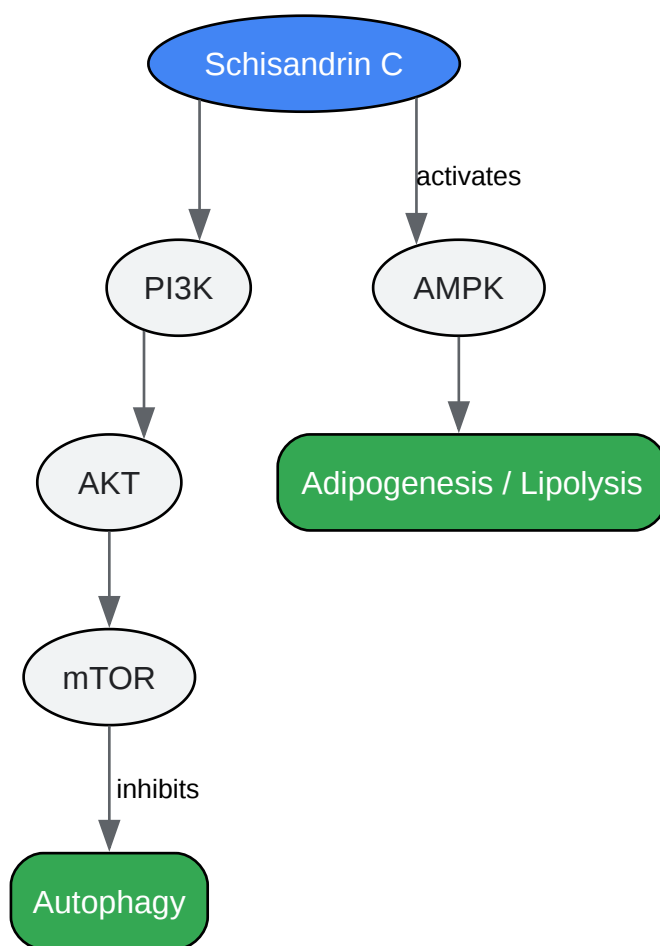 Schisandrin C
activates
PI3K
AMPK
AKT
Adipogenesis / Lipolysis
mTOR
inhibits
Autophagy